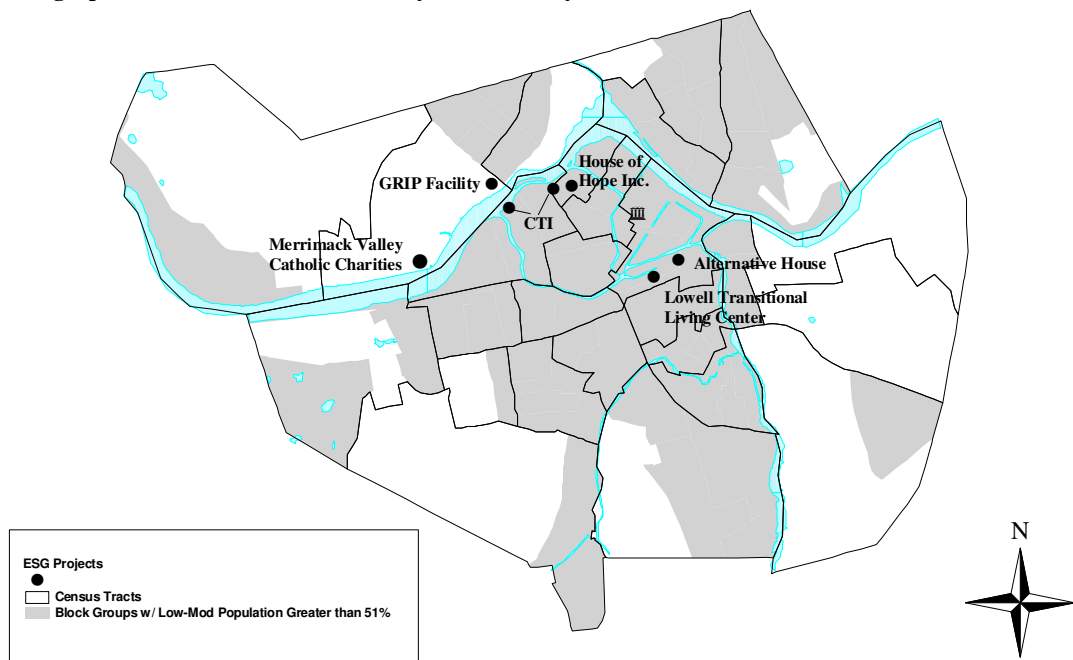 House of
Hope Inc.
GRIP Facility
CTI
Merrimack Valley
Catholic Charities
Alternative House
Lowell Transitional
Living Center
N
ESG Projects
Census Tracts
Block Groups w/ Low-Mod Population Greater than 51%